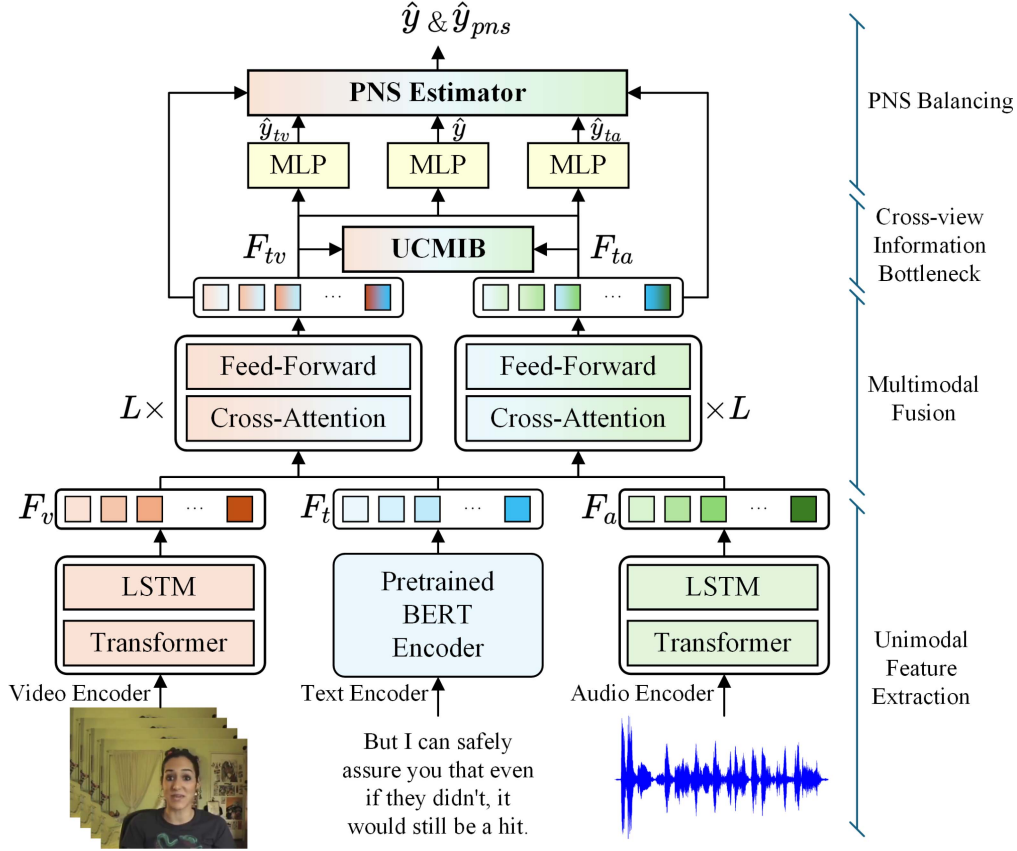 ŷ & ŷ_pns
PNS Estimator
PNS Balancing
ŷ_tv
ŷ
ŷ_ta
MLP
MLP
MLP
F_tv
UCMIB
F_ta
Cross-view
Information
Bottleneck
...
...
Feed-Forward
Cross-Attention
L×
Feed-Forward
Cross-Attention
×L
Multimodal
Fusion
F_v
...
F_t
...
F_a
...
LSTM
Transformer
Pretrained
BERT
Encoder
LSTM
Transformer
Unimodal
Feature
Extraction
Video Encoder
Text Encoder
Audio Encoder
But I can safely
assure you that even
if they didn't, it
would still be a hit.